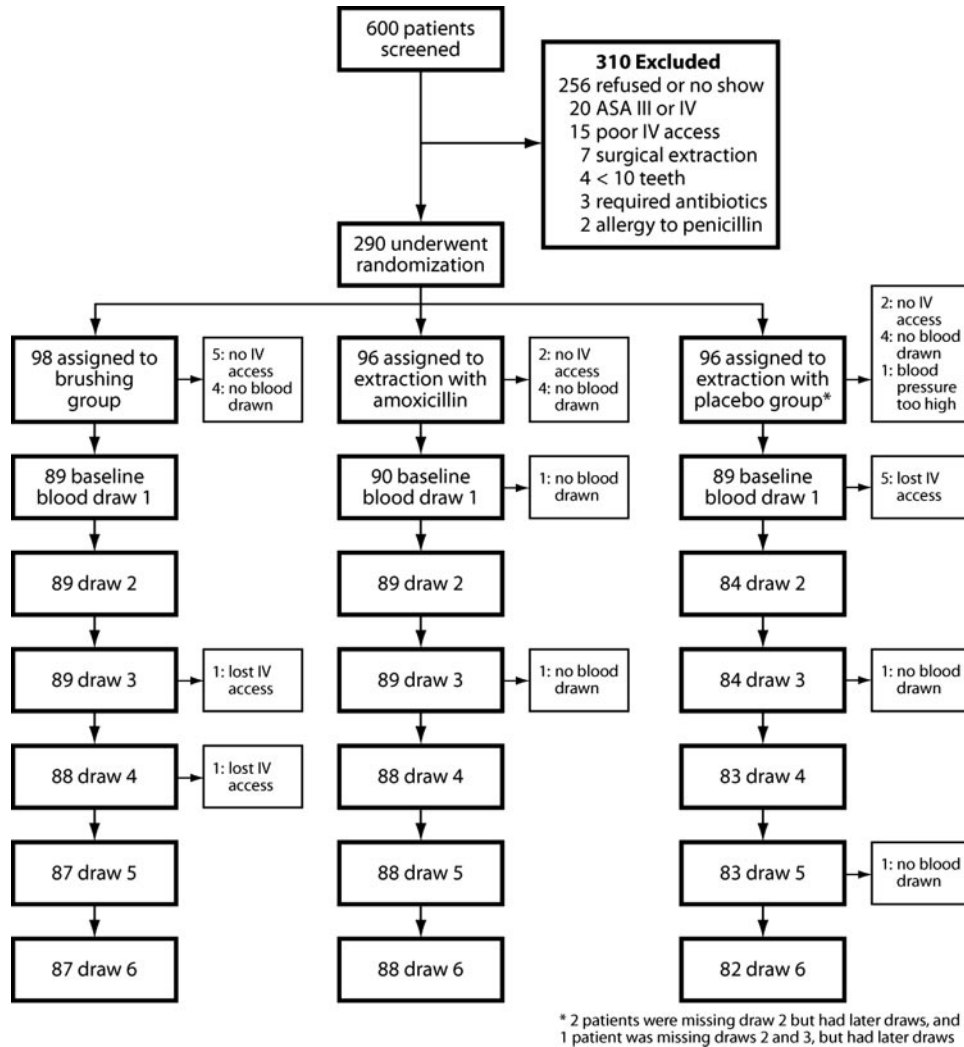 600 patients
screened
310 Excluded
256 refused or no show
20 ASA III or IV
15 poor IV access
7 surgical extraction
4 < 10 teeth
3 required antibiotics
2 allergy to penicillin
290 underwent
randomization
98 assigned to
brushing
group
5: no IV
access
4: no blood
drawn
96 assigned to
extraction with
amoxicillin
2: no IV
access
4: no blood
drawn
96 assigned to
extraction with
placebo group*
2: no IV
access
4: no blood
drawn
1: blood
pressure
too high
89 baseline
blood draw 1
90 baseline
blood draw 1
1: no blood
drawn
89 baseline
blood draw 1
5: lost IV
access
89 draw 2
89 draw 2
84 draw 2
89 draw 3
1: lost IV
access
89 draw 3
1: no blood
drawn
84 draw 3
1: no blood
drawn
88 draw 4
1: lost IV
access
88 draw 4
83 draw 4
87 draw 5
88 draw 5
83 draw 5
1: no blood
drawn
87 draw 6
88 draw 6
82 draw 6
* 2 patients were missing draw 2 but had later draws, and
1 patient was missing draws 2 and 3, but had later draws